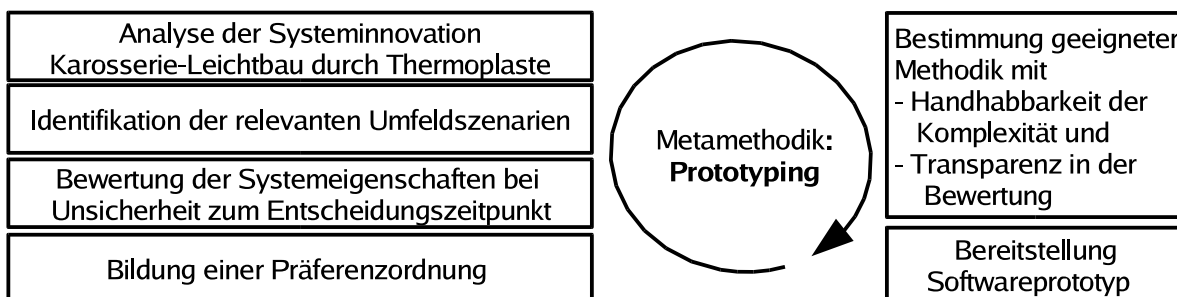 Analyse der Systeminnovation
Karosserie-Leichtbau durch Thermoplaste
Identifikation der relevanten Umfeldszenarien
Bewertung der Systemeigenschaften bei
Unsicherheit zum Entscheidungszeitpunkt
Bildung einer Präferenzordnung
Metamethodik:
Prototyping
Bestimmung geeigneter
Methodik mit
- Handhabbarkeit der
Komplexität und
- Transparenz in der
Bewertung
Bereitstellung
Softwareprototyp